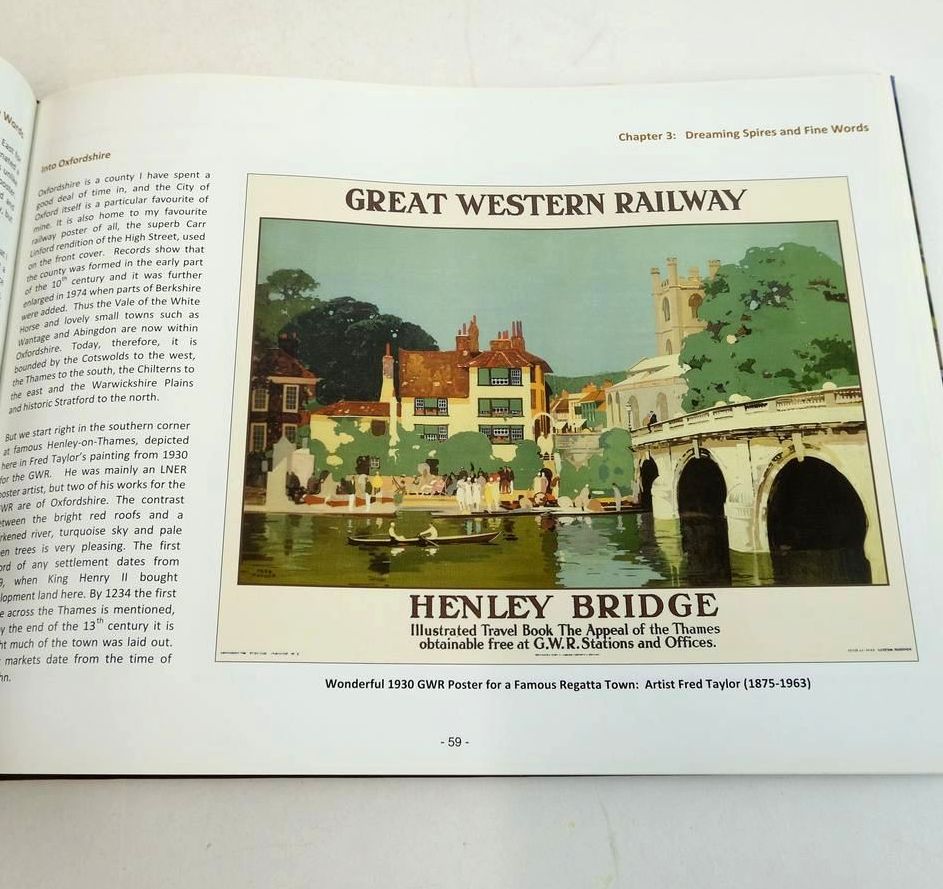 Words
Chapter 3: Dreaming Spires and Fine Words
Into Oxfordshire
Oxfordshire is a county I have spent a
good deal of time in, and the City of
Oxford itself is a particular favourite of
mine. It is also home to my favourite
railway poster of all, the superb Carr
Linford rendition of the High Street, used
on the front cover. Records show that
the county was formed in the early part
of the 10th century and it was further
enlarged in 1974 when parts of Berkshire
were added. Thus the Vale of the White
Horse and lovely small towns such as
Wantage and Abingdon are now within
Oxfordshire. Today, therefore, it is
bounded by the Cotswolds to the west,
the Thames to the south, the Chilterns to
the east and the Warwickshire Plains
and historic Stratford to the north.
But we start right in the southern corner
at famous Henley-on-Thames, depicted
here in Fred Taylor's painting from 1930
for the GWR. He was mainly an LNER
poster artist, but two of his works for the
GWR are of Oxfordshire. The contrast
between the bright red roofs and a
darkened river, turquoise sky and pale
trees is very pleasing. The first
of any settlement dates from
when King Henry II bought
land here. By 1234 the first
across the Thames is mentioned,
by the end of the 13th century it is
much of the town was laid out.
markets date from the time of
GREAT WESTERN RAILWAY
HENLEY BRIDGE
Illustrated Travel Book The Appeal of the Thames
obtainable free at G.W.R. Stations and Offices.
Wonderful 1930 GWR Poster for a Famous Regatta Town: Artist Fred Taylor (1875-1963)
- 59 -